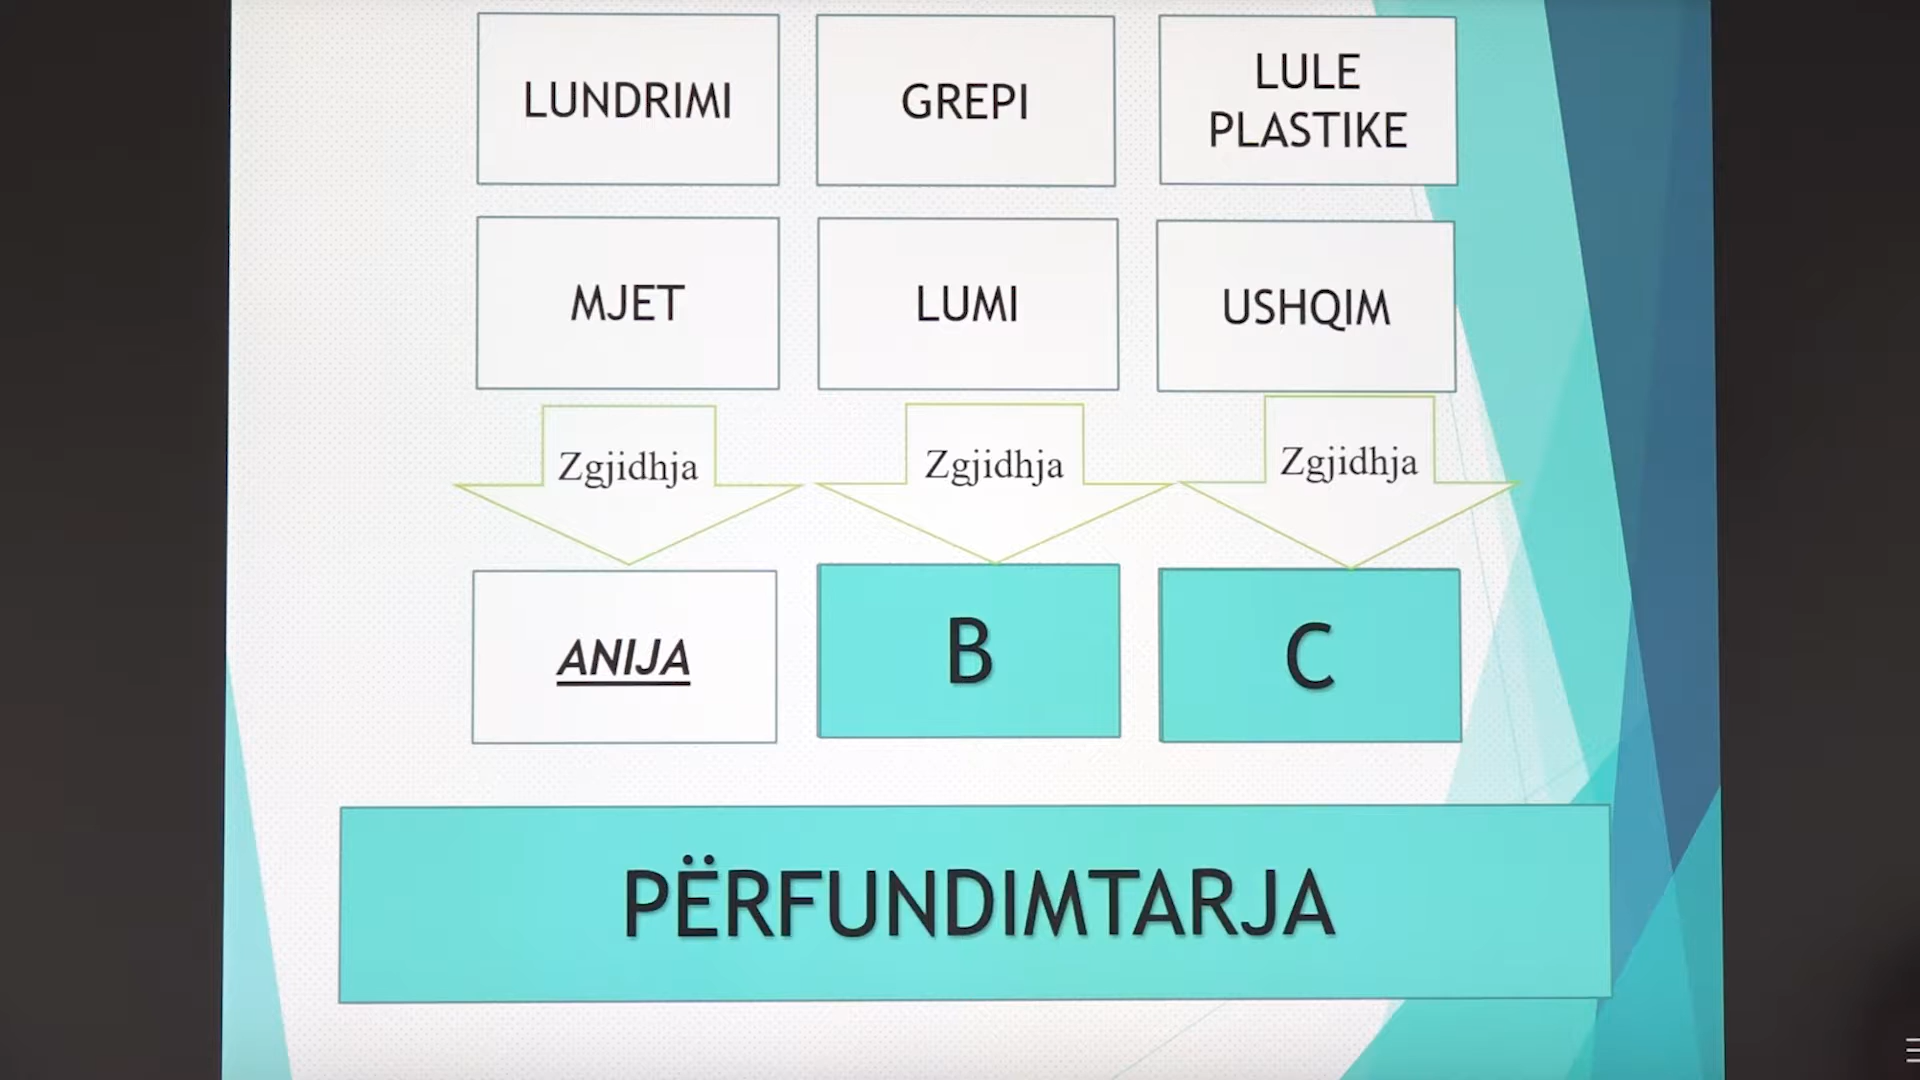 LUNDRIMI
GREPI
LULE
PLASTIKE
MJET
LUMI
USHQIM
Zgjidhja
Zgjidhja
Zgjidhja
ANIJA
B
C
PËRFUNDIMTARJA